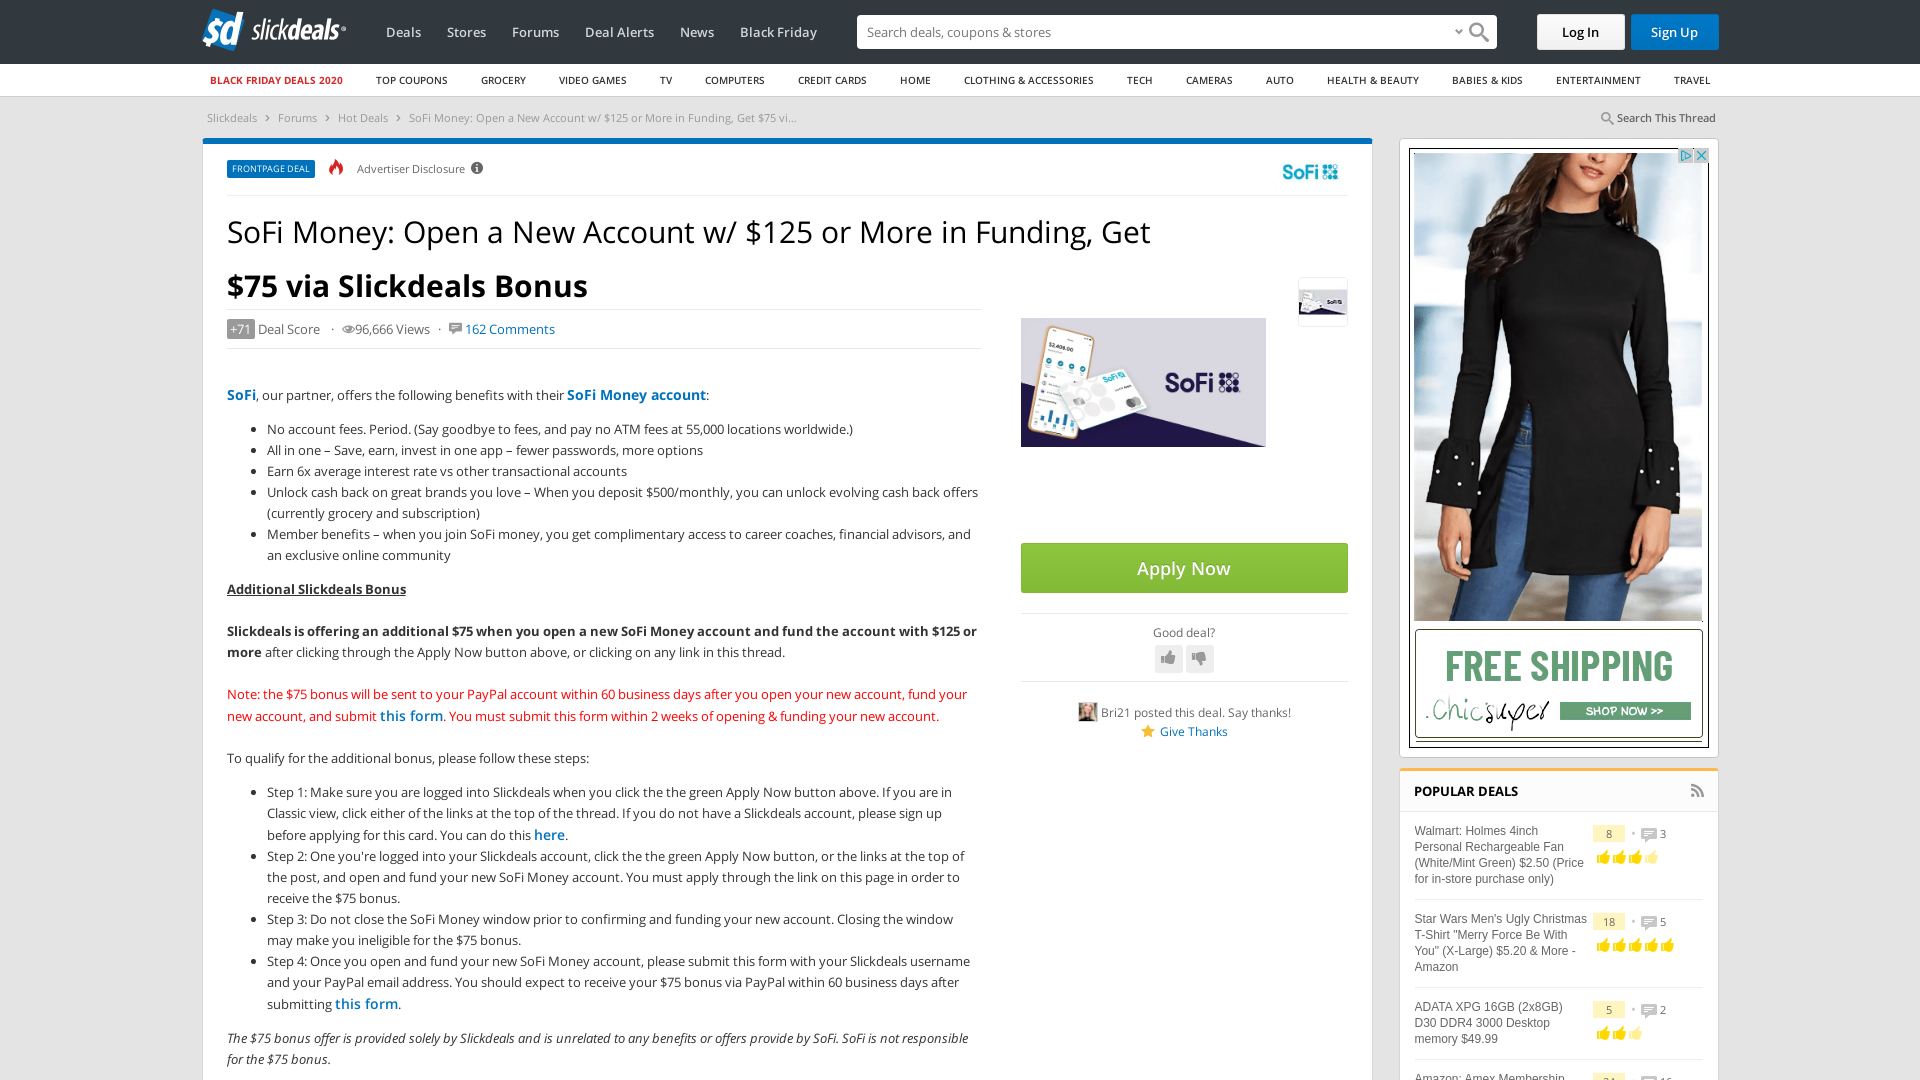 sd slickdeals
Deals
Stores
Forums
Deal Alerts
News
Black Friday
Search deals, coupons & stores
Log In
Sign Up
BLACK FRIDAY DEALS 2020
TOP COUPONS
GROCERY
VIDEO GAMES
TV
COMPUTERS
CREDIT CARDS
HOME
CLOTHING & ACCESSORIES
TECH
CAMERAS
AUTO
HEALTH & BEAUTY
BABIES & KIDS
ENTERTAINMENT
TRAVEL
Slickdeals › Forums › Hot Deals › SoFi Money: Open a New Account w/ $125 or More in Funding, Get $75 vi...
Search This Thread
FRONTPAGE DEAL
Advertiser Disclosure
SoFi
SoFi Money: Open a New Account w/ $125 or More in Funding, Get
$75 via Slickdeals Bonus
+71 Deal Score · 96,666 Views · 162 Comments
SoFi, our partner, offers the following benefits with their SoFi Money account:
• No account fees. Period. (Say goodbye to fees, and pay no ATM fees at 55,000 locations worldwide.)
• All in one – Save, earn, invest in one app – fewer passwords, more options
• Earn 6x average interest rate vs other transactional accounts
• Unlock cash back on great brands you love – When you deposit $500/monthly, you can unlock evolving cash back offers
(currently grocery and subscription)
• Member benefits – when you join SoFi money, you get complimentary access to career coaches, financial advisors, and
an exclusive online community
Additional Slickdeals Bonus
Slickdeals is offering an additional $75 when you open a new SoFi Money account and fund the account with $125 or
more after clicking through the Apply Now button above, or clicking on any link in this thread.
Note: the $75 bonus will be sent to your PayPal account within 60 business days after you open your new account, fund your
new account, and submit this form. You must submit this form within 2 weeks of opening & funding your new account.
To qualify for the additional bonus, please follow these steps:
• Step 1: Make sure you are logged into Slickdeals when you click the the green Apply Now button above. If you are in
Classic view, click either of the links at the top of the thread. If you do not have a Slickdeals account, please sign up
before applying for this card. You can do this here.
• Step 2: One you're logged into your Slickdeals account, click the the green Apply Now button, or the links at the top of
the post, and open and fund your new SoFi Money account. You must apply through the link on this page in order to
receive the $75 bonus.
• Step 3: Do not close the SoFi Money window prior to confirming and funding your new account. Closing the window
may make you ineligible for the $75 bonus.
• Step 4: Once you open and fund your new SoFi Money account, please submit this form with your Slickdeals username
and your PayPal email address. You should expect to receive your $75 bonus via PayPal within 60 business days after
submitting this form.
The $75 bonus offer is provided solely by Slickdeals and is unrelated to any benefits or offers provide by SoFi. SoFi is not responsible
for the $75 bonus.
$2,408.00
SoFi
SoFi
Apply Now
Good deal?
Bri21 posted this deal. Say thanks!
Give Thanks
FREE SHIPPING
.Chicsuper
SHOP NOW >>
POPULAR DEALS
Walmart: Holmes 4inch
Personal Rechargeable Fan
(White/Mint Green) $2.50 (Price
for in-store purchase only)
8 • 3
Star Wars Men's Ugly Christmas
T-Shirt "Merry Force Be With
You" (X-Large) $5.20 & More -
Amazon
18 • 5
ADATA XPG 16GB (2x8GB)
D30 DDR4 3000 Desktop
memory $49.99
5 • 2
Amazon: Amex Membership